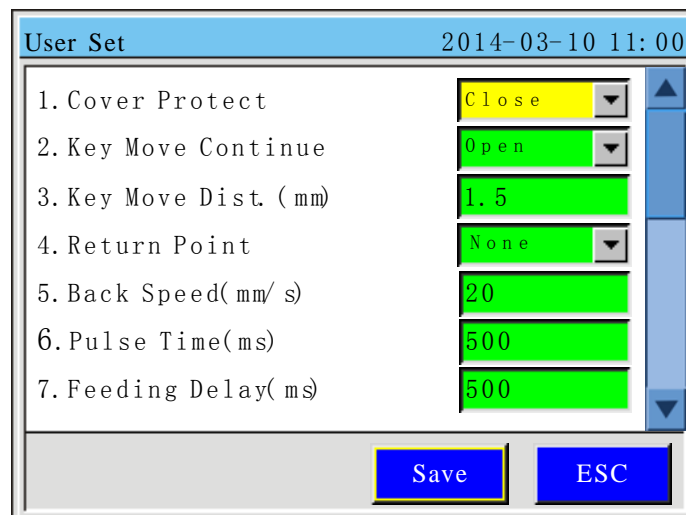 User Set 2014-03-10 11:00
1.Cover Protect Close
2.Key Move Continue Open
3.Key Move Dist.(mm) 1.5
4.Return Point None
5.Back Speed(mm/s) 20
6.Pulse Time(ms) 500
7.Feeding Delay(ms) 500
Save ESC